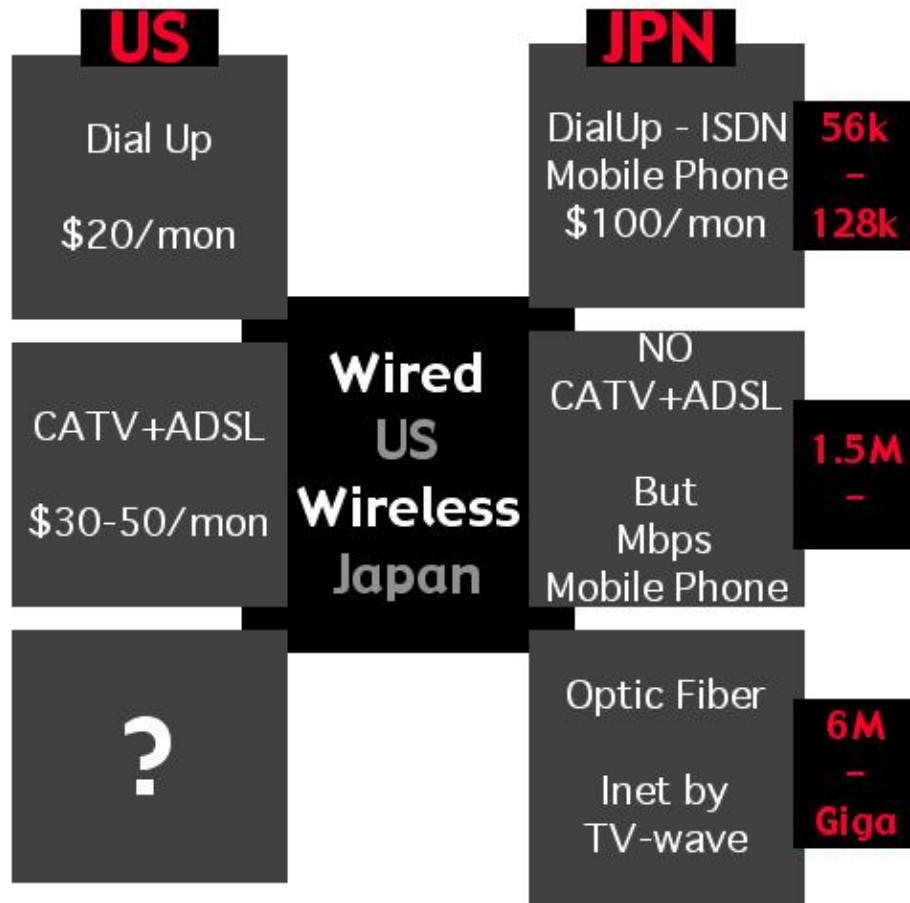 US
Dial Up
$20/mon
CATV+ADSL
$30-50/mon
?
Wired
US
Wireless
Japan
JPN
DialUp - ISDN
Mobile Phone
$100/mon
56k
–
128k
NO
CATV+ADSL
But
Mbps
Mobile Phone
1.5M
–
Optic Fiber
Inet by
TV-wave
6M
–
Giga